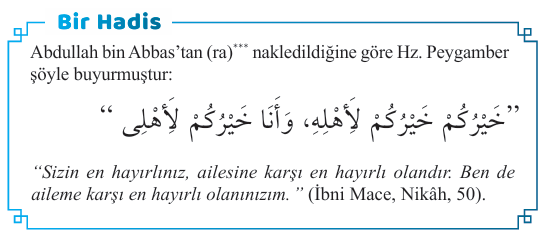 Bir Hadis
Abdullah bin Abbas’tan (ra)*** nakledildiğine göre Hz. Peygamber
şöyle buyurmuştur:
”خَيْرُكُمْ خَيْرُكُمْ لِأَهْلِهِ، وَأَنَا خَيْرُكُمْ لِأَهْلِى “
“Sizin en hayırlınız, ailesine karşı en hayırlı olandır. Ben de
aileme karşı en hayırlı olanınızım. ” (İbni Mace, Nikâh, 50).